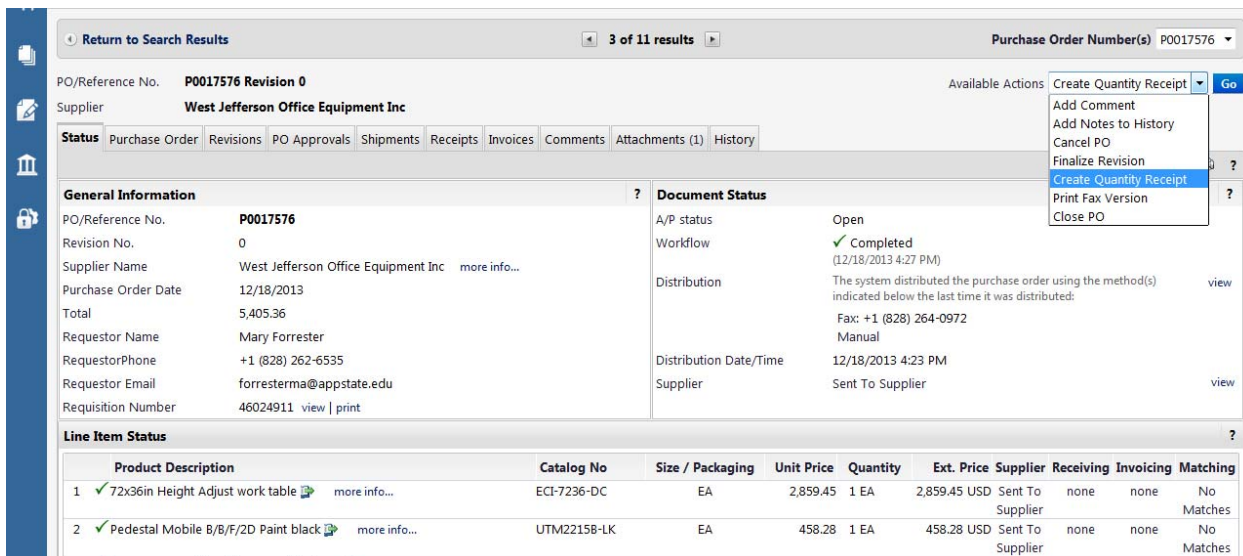 Return to Search Results
3 of 11 results
Purchase Order Number(s) P0017576
PO/Reference No. P0017576 Revision 0
Available Actions Create Quantity Receipt Go
Supplier West Jefferson Office Equipment Inc
Add Comment
Add Notes to History
Cancel PO
Finalize Revision
Create Quantity Receipt
Print Fax Version
Close PO
Status Purchase Order Revisions PO Approvals Shipments Receipts Invoices Comments Attachments (1) History
?
General Information ?
PO/Reference No. P0017576
Revision No. 0
Supplier Name West Jefferson Office Equipment Inc more info...
Purchase Order Date 12/18/2013
Total 5,405.36
Requestor Name Mary Forrester
RequestorPhone +1 (828) 262-6535
Requestor Email forresterma@appstate.edu
Requisition Number 46024911 view | print
Document Status ?
A/P status Open
Workflow ✓ Completed
(12/18/2013 4:27 PM)
Distribution The system distributed the purchase order using the method(s) view
indicated below the last time it was distributed:
Fax: +1 (828) 264-0972
Manual
Distribution Date/Time 12/18/2013 4:23 PM
Supplier Sent To Supplier view
Line Item Status ?
Product Description Catalog No Size / Packaging Unit Price Quantity Ext. Price Supplier Receiving Invoicing Matching
1 ✓ 72x36in Height Adjust work table more info... ECI-7236-DC EA 2,859.45 1 EA 2,859.45 USD Sent To none none No
Supplier Matches
2 ✓ Pedestal Mobile B/B/F/2D Paint black more info... UTM2215B-LK EA 458.28 1 EA 458.28 USD Sent To none none No
Supplier Matches